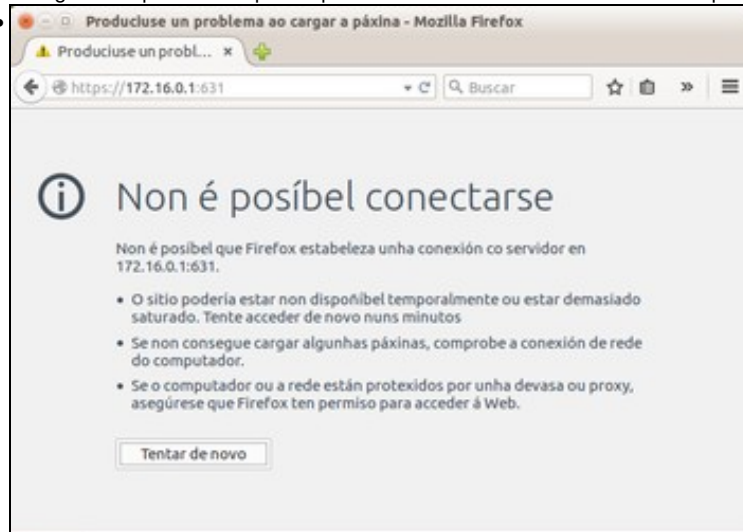 Produciuse un problema ao cargar a páxina - Mozilla Firefox
Produciuse un probl...
https://172.16.0.1:631
Buscar
Non é posíbel conectarse
Non é posíbel que Firefox estabeleza unha conexión co servidor en
172.16.0.1:631.
• O sitio podería estar non dispoñíbel temporalmente ou estar demasiado
saturado. Tente acceder de novo nuns minutos
• Se non consegue cargar algunhas páxinas, comprobe a conexión de rede
do computador.
• Se o computador ou a rede están protexidos por unha devasa ou proxy,
asegúrese que Firefox ten permiso para acceder á Web.
Tentar de novo